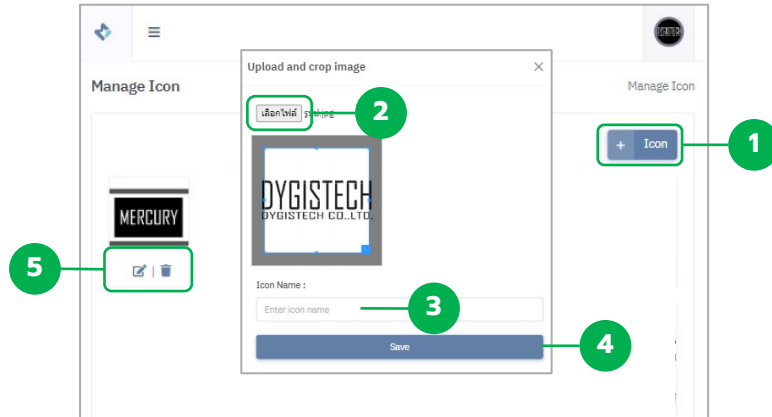 DYGISTECH
Upload and crop image
Manage Icon
Manage Icon
เลือกไฟล์
2
+ Icon
1
DYGISTECH
DYGISTECH CO.,LTD.
MERCURY
5
Icon Name :
Enter icon name
3
Save
4